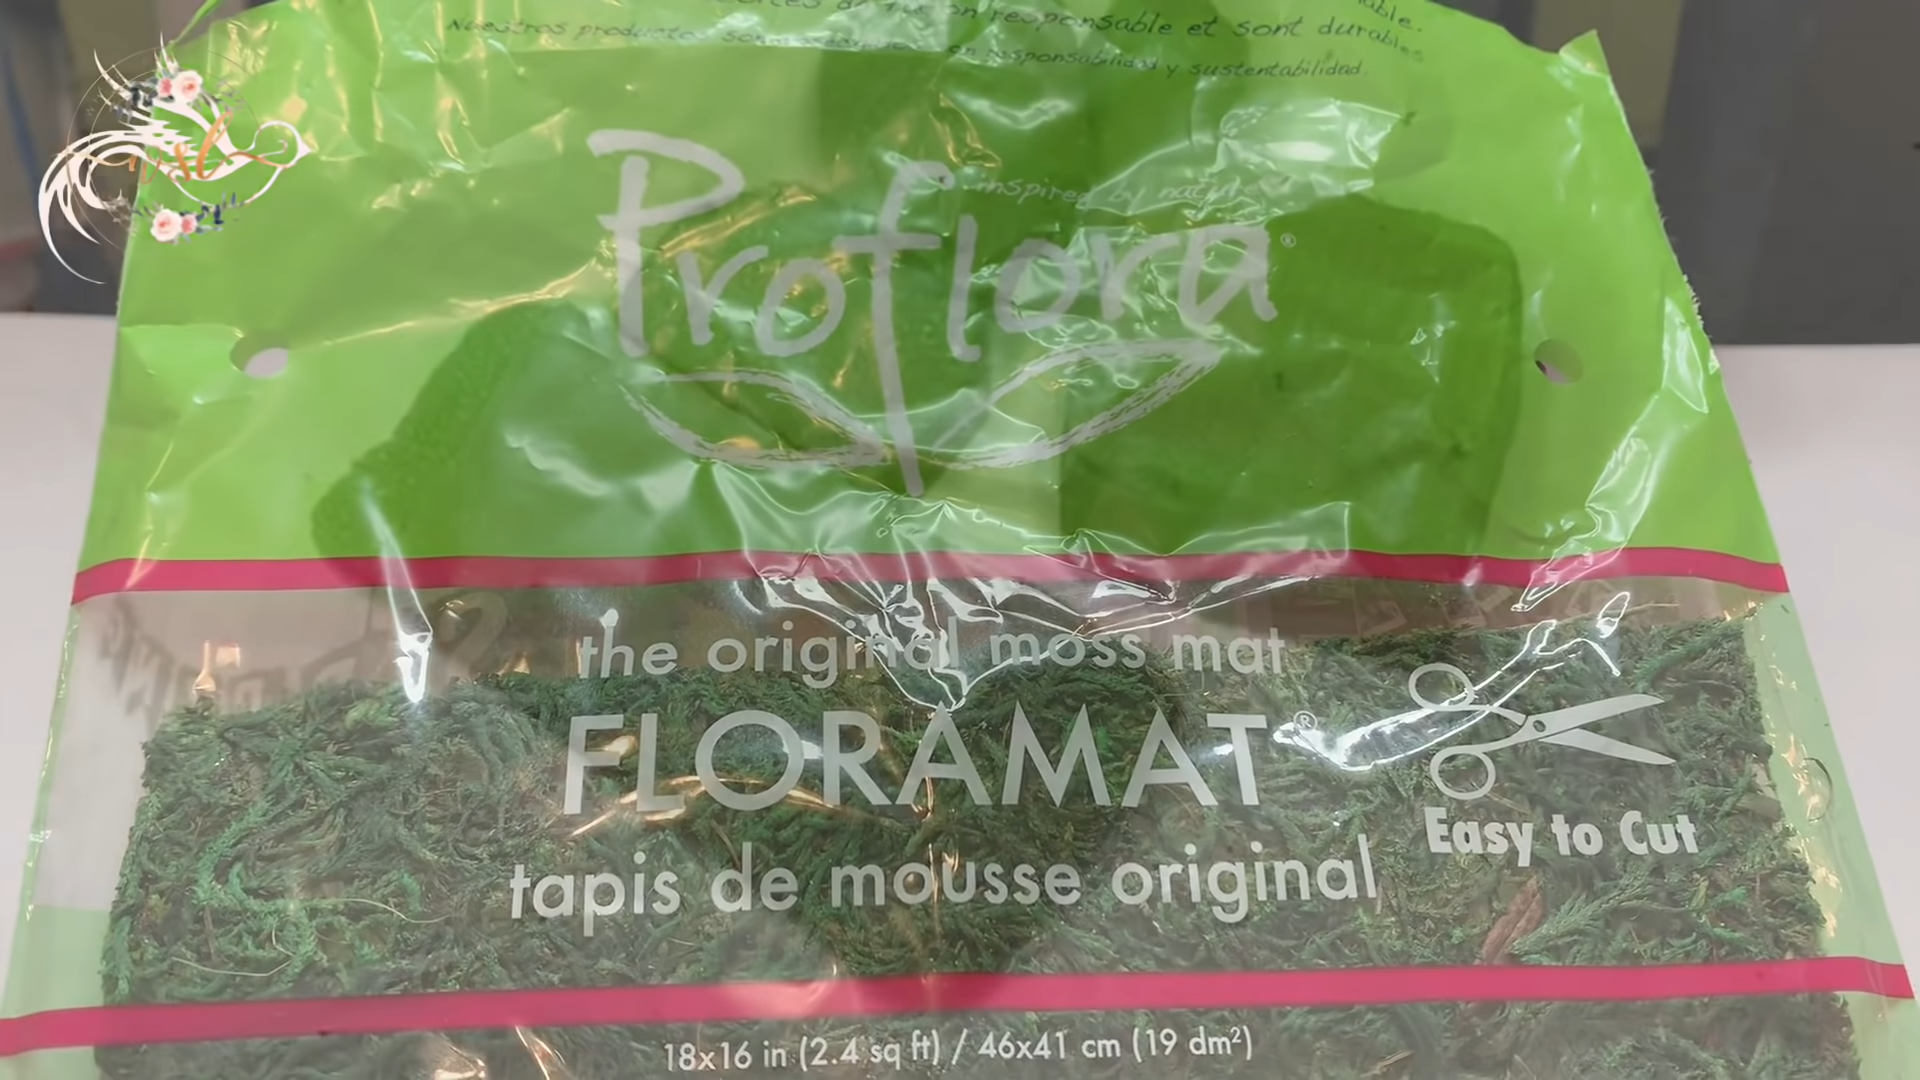 responsable et sont durables
Nuestros productos responsabilidad y sustentabilidad.
inspired by nature
Proflora®
the original moss mat
FLORAMAT®
tapis de mousse original
Easy to Cut
18x16 in (2.4 sq ft) / 46x41 cm (19 dm²)